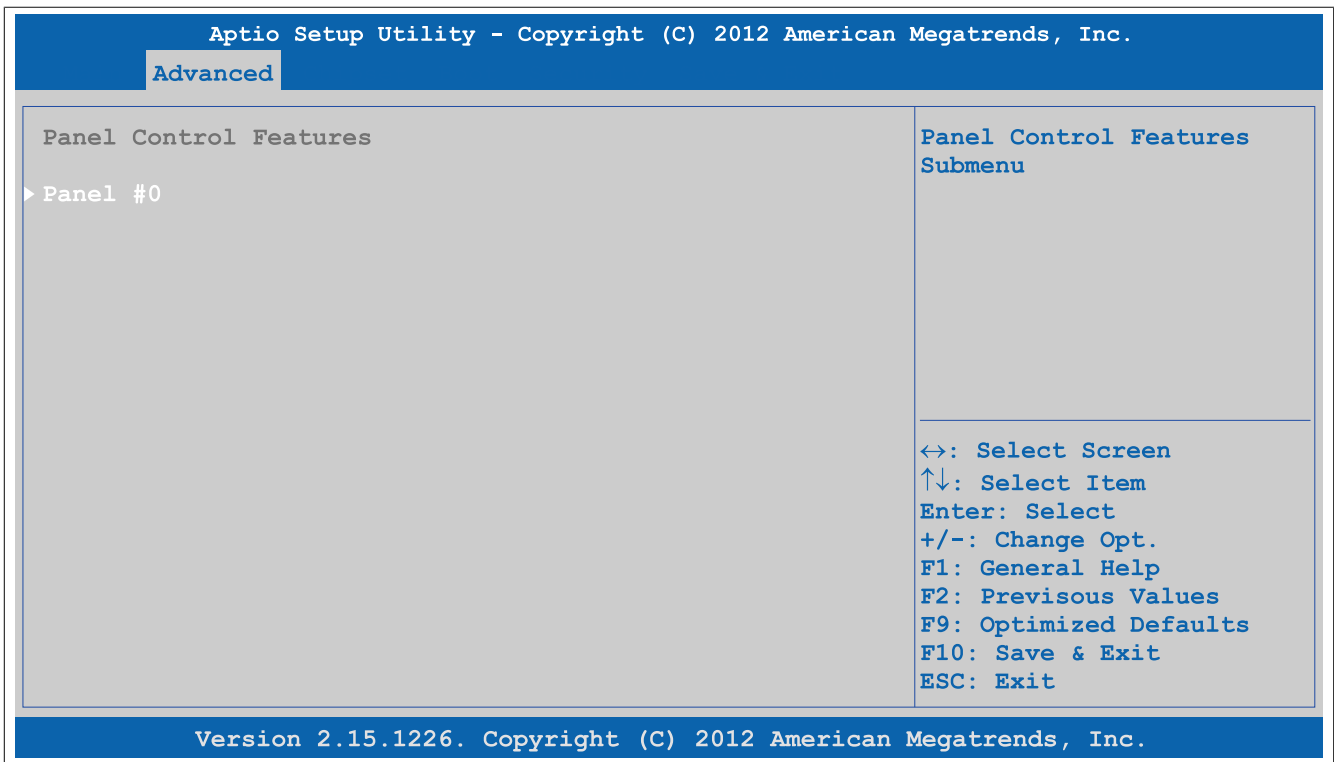 Aptio Setup Utility - Copyright (C) 2012 American Megatrends, Inc.
Advanced
Panel Control Features
Panel #0
Panel Control Features
Submenu
↔: Select Screen
↑↓: Select Item
Enter: Select
+/-: Change Opt.
F1: General Help
F2: Previsous Values
F9: Optimized Defaults
F10: Save & Exit
ESC: Exit
Version 2.15.1226. Copyright (C) 2012 American Megatrends, Inc.